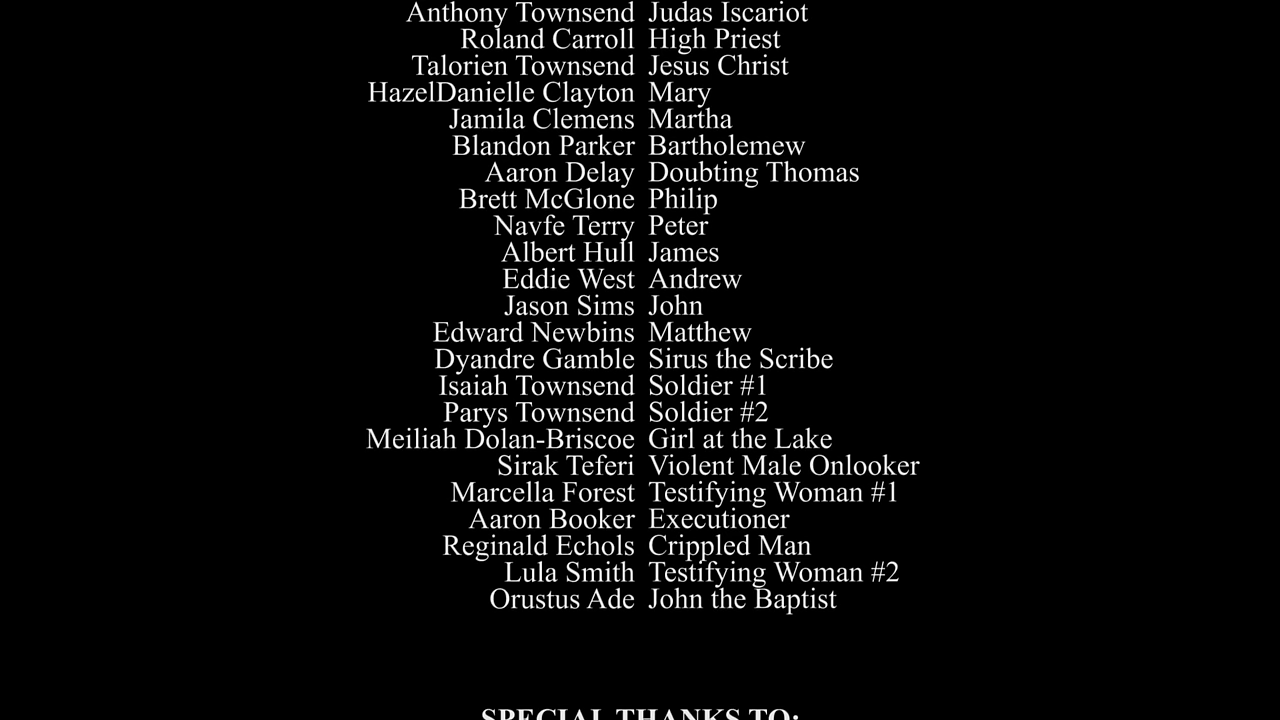 Anthony Townsend Judas Iscariot
Roland Carroll High Priest
Talorien Townsend Jesus Christ
HazelDanielle Clayton Mary
Jamila Clemens Martha
Blandon Parker Bartholemew
Aaron Delay Doubting Thomas
Brett McGlone Philip
Navfe Terry Peter
Albert Hull James
Eddie West Andrew
Jason Sims John
Edward Newbins Matthew
Dyandre Gamble Sirus the Scribe
Isaiah Townsend Soldier #1
Parys Townsend Soldier #2
Meiliah Dolan-Briscoe Girl at the Lake
Sirak Teferi Violent Male Onlooker
Marcella Forest Testifying Woman #1
Aaron Booker Executioner
Reginald Echols Crippled Man
Lula Smith Testifying Woman #2
Orustus Ade John the Baptist
SPECIAL THANKS TO: